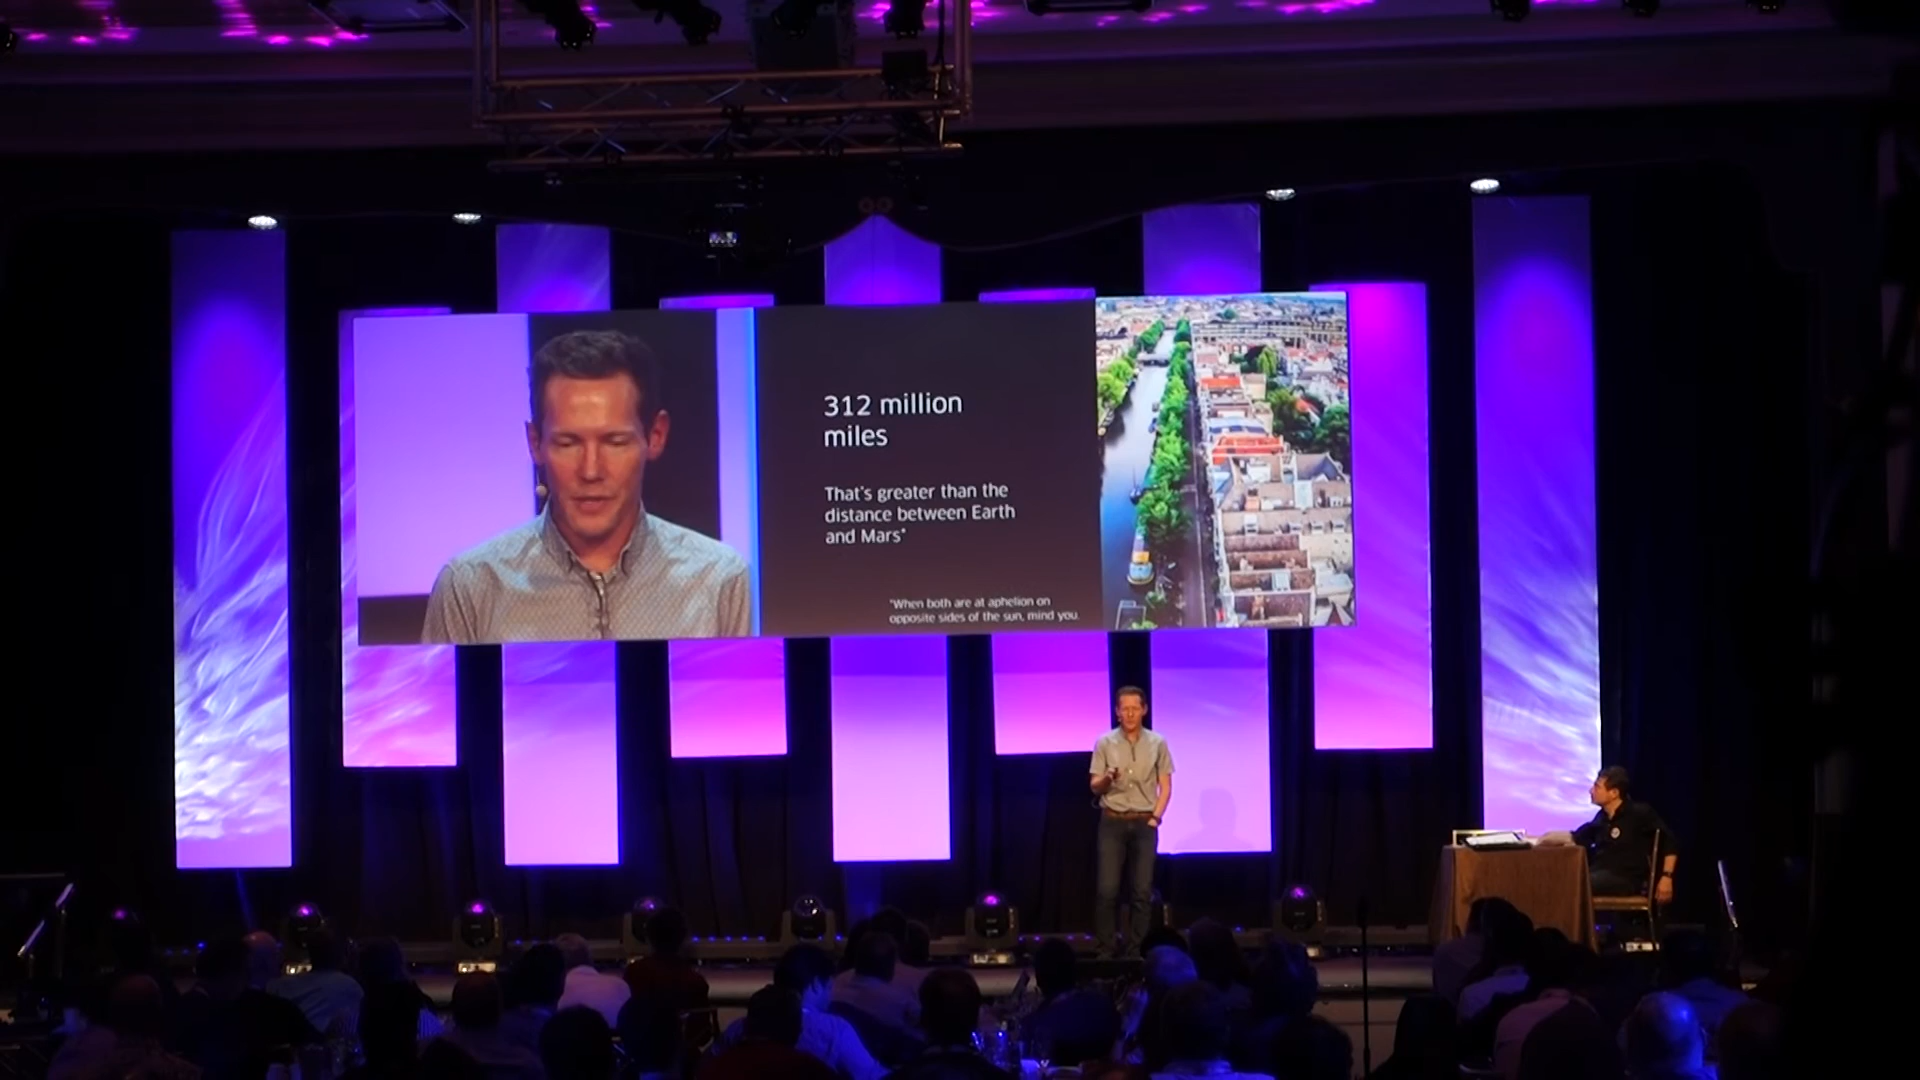 312 million
miles
That's greater than the
distance between Earth
and Mars*
*When both are at aphelion on
opposite sides of the sun, mind you.